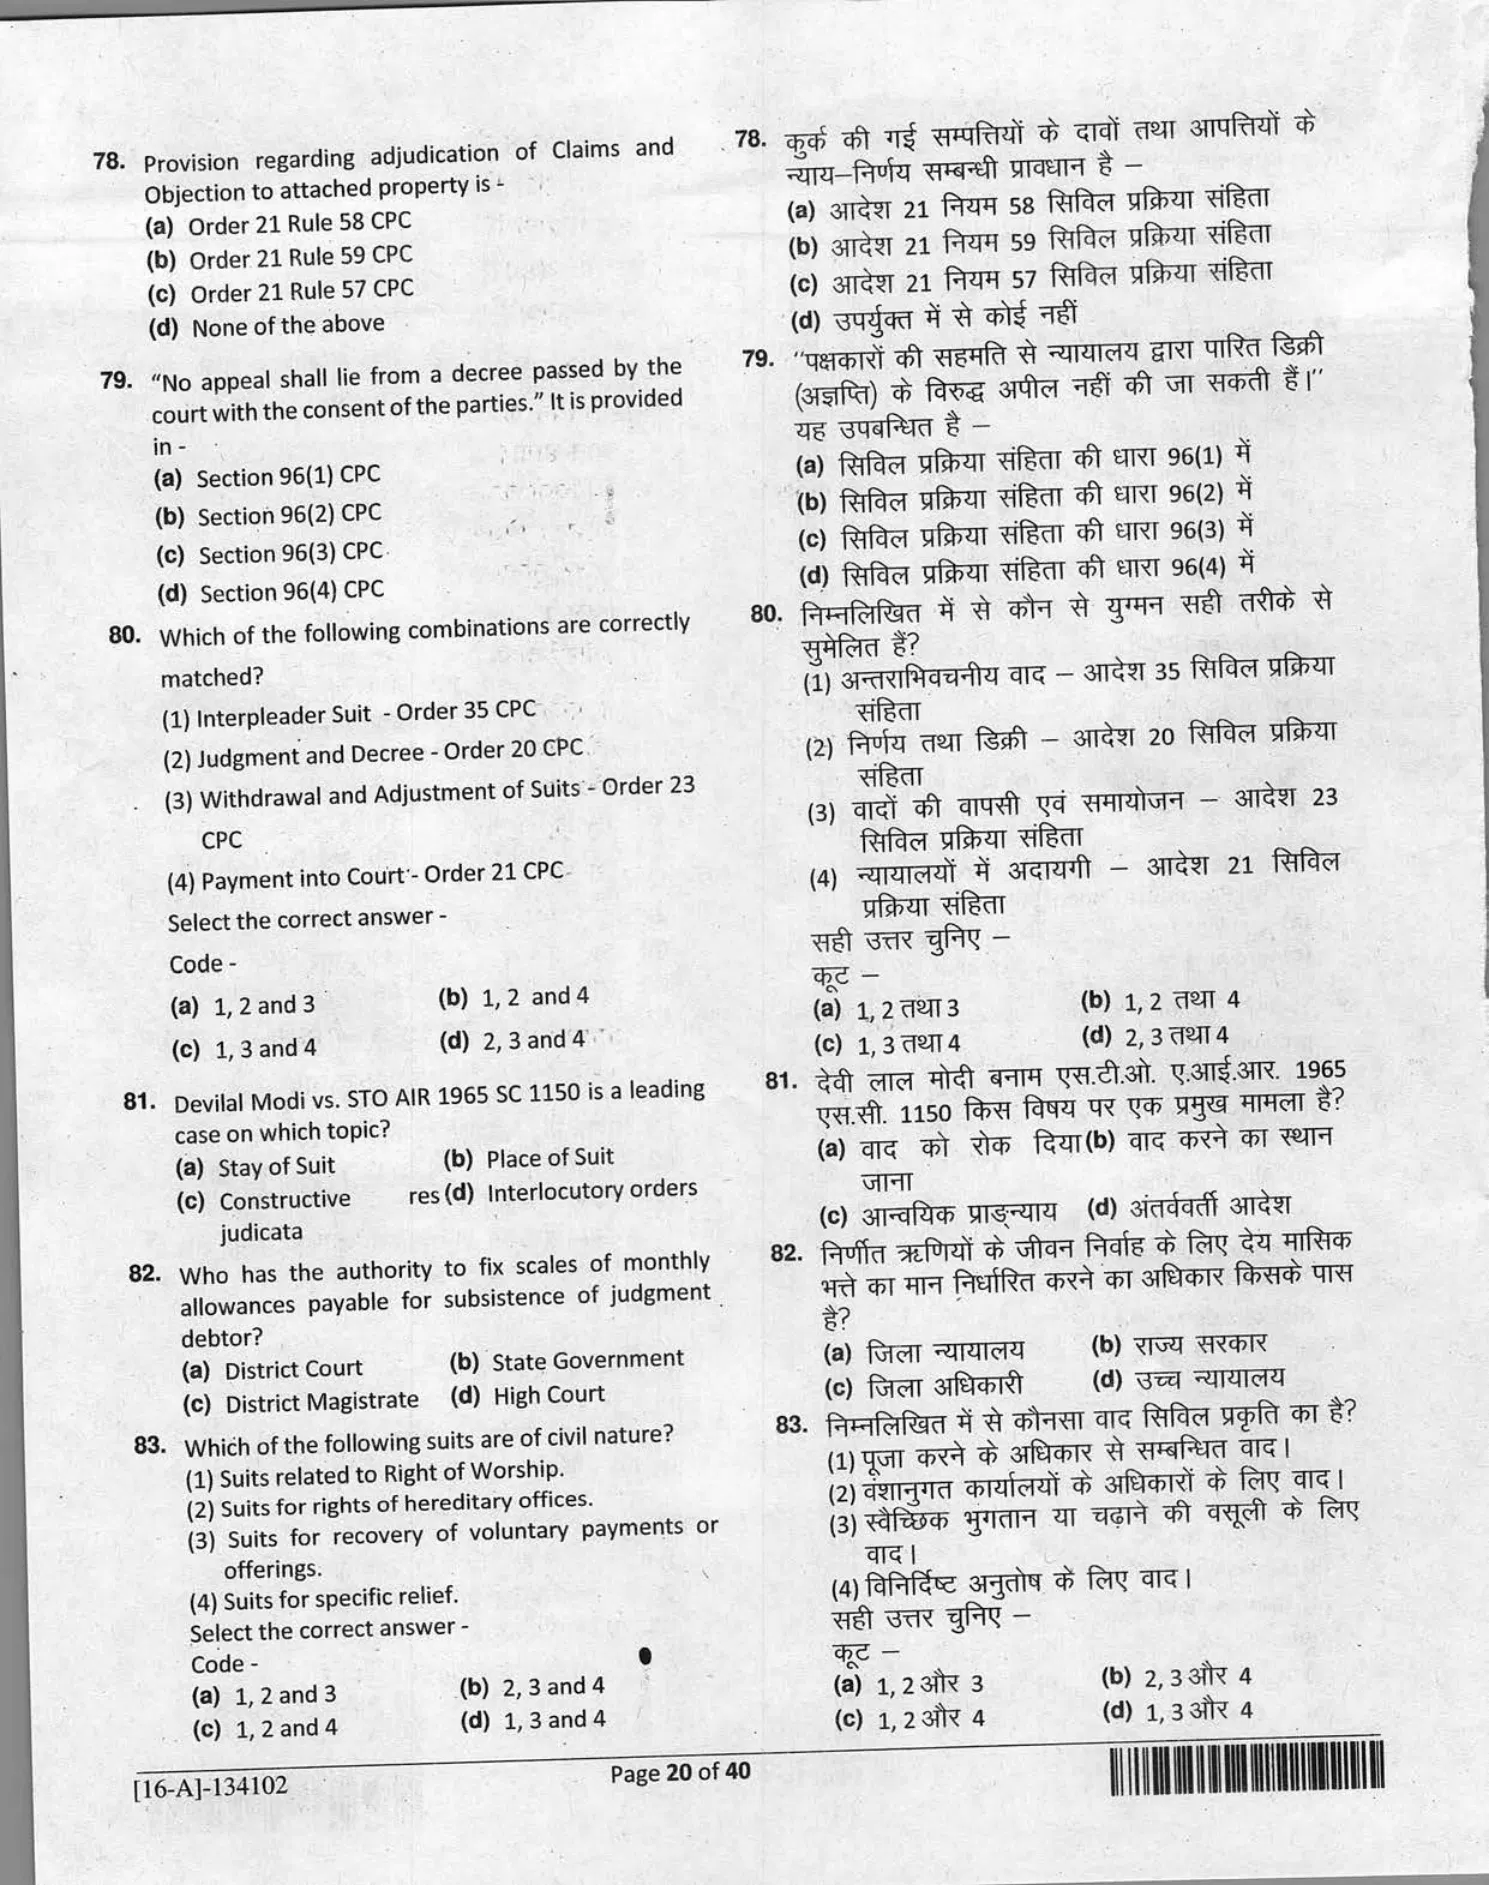 78. Provision regarding adjudication of Claims and
Objection to attached property is -
(a) Order 21 Rule 58 CPC
(b) Order 21 Rule 59 CPC
(c) Order 21 Rule 57 CPC
(d) None of the above
79. "No appeal shall lie from a decree passed by the
court with the consent of the parties." It is provided
in -
(a) Section 96(1) CPC
(b) Section 96(2) CPC
(c) Section 96(3) CPC
(d) Section 96(4) CPC
80. Which of the following combinations are correctly
matched?
(1) Interpleader Suit - Order 35 CPC
(2) Judgment and Decree - Order 20 CPC
(3) Withdrawal and Adjustment of Suits - Order 23
CPC
(4) Payment into Court - Order 21 CPC
Select the correct answer -
Code -
(a) 1, 2 and 3 (b) 1, 2 and 4
(c) 1, 3 and 4 (d) 2, 3 and 4
81. Devilal Modi vs. STO AIR 1965 SC 1150 is a leading
case on which topic?
(a) Stay of Suit (b) Place of Suit
(c) Constructive res (d) Interlocutory orders
judicata
82. Who has the authority to fix scales of monthly
allowances payable for subsistence of judgment
debtor?
(a) District Court (b) State Government
(c) District Magistrate (d) High Court
83. Which of the following suits are of civil nature?
(1) Suits related to Right of Worship.
(2) Suits for rights of hereditary offices.
(3) Suits for recovery of voluntary payments or
offerings.
(4) Suits for specific relief.
Select the correct answer -
Code -
(a) 1, 2 and 3 (b) 2, 3 and 4
(c) 1, 2 and 4 (d) 1, 3 and 4
78. कुर्क की गई सम्पत्तियों के दावों तथा आपत्तियों के
न्याय–निर्णय सम्बन्धी प्रावधान है –
(a) आदेश 21 नियम 58 सिविल प्रक्रिया संहिता
(b) आदेश 21 नियम 59 सिविल प्रक्रिया संहिता
(c) आदेश 21 नियम 57 सिविल प्रक्रिया संहिता
(d) उपर्युक्त में से कोई नहीं
79. "पक्षकारों की सहमति से न्यायालय द्वारा पारित डिक्री
(अज्ञप्ति) के विरुद्ध अपील नहीं की जा सकती हैं।"
यह उपबन्धित है –
(a) सिविल प्रक्रिया संहिता की धारा 96(1) में
(b) सिविल प्रक्रिया संहिता की धारा 96(2) में
(c) सिविल प्रक्रिया संहिता की धारा 96(3) में
(d) सिविल प्रक्रिया संहिता की धारा 96(4) में
80. निम्नलिखित में से कौन से युग्मन सही तरीके से
सुमेलित हैं?
(1) अन्तराभिवचनीय वाद – आदेश 35 सिविल प्रक्रिया
संहिता
(2) निर्णय तथा डिक्री – आदेश 20 सिविल प्रक्रिया
संहिता
(3) वादों की वापसी एवं समायोजन – आदेश 23
सिविल प्रक्रिया संहिता
(4) न्यायालयों में अदायगी – आदेश 21 सिविल
प्रक्रिया संहिता
सही उत्तर चुनिए –
कूट –
(a) 1, 2 तथा 3 (b) 1, 2 तथा 4
(c) 1, 3 तथा 4 (d) 2, 3 तथा 4
81. देवी लाल मोदी बनाम एस.टी.ओ. ए.आई.आर. 1965
एस.सी. 1150 किस विषय पर एक प्रमुख मामला है?
(a) वाद को रोक दिया (b) वाद करने का स्थान
जाना
(c) आन्वयिक प्राङ्न्याय (d) अंतर्ववर्ती आदेश
82. निर्णीत ऋणियों के जीवन निर्वाह के लिए देय मासिक
भत्ते का मान निर्धारित करने का अधिकार किसके पास
है?
(a) जिला न्यायालय (b) राज्य सरकार
(c) जिला अधिकारी (d) उच्च न्यायालय
83. निम्नलिखित में से कौनसा वाद सिविल प्रकृति का है?
(1) पूजा करने के अधिकार से सम्बन्धित वाद।
(2) वंशानुगत कार्यालयों के अधिकारों के लिए वाद।
(3) स्वैच्छिक भुगतान या चढ़ाने की वसूली के लिए
वाद।
(4) विनिर्दिष्ट अनुतोष के लिए वाद।
सही उत्तर चुनिए –
कूट –
(a) 1, 2 और 3 (b) 2, 3 और 4
(c) 1, 2 और 4 (d) 1, 3 और 4
[16-A]-134102 Page 20 of 40